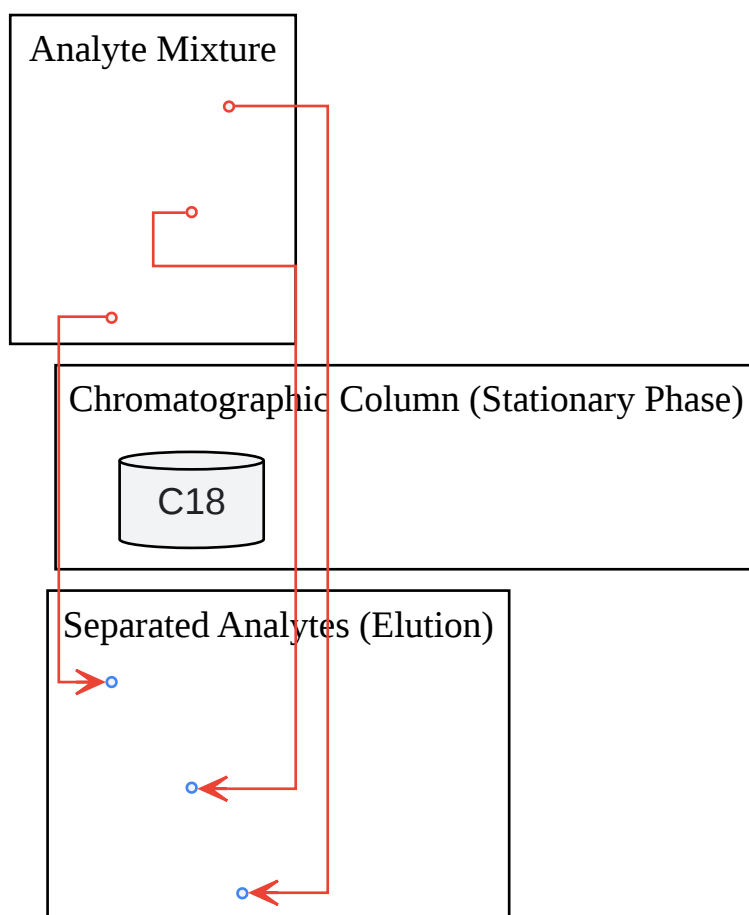 Analyte Mixture
Chromatographic Column (Stationary Phase)
C18
Separated Analytes (Elution)